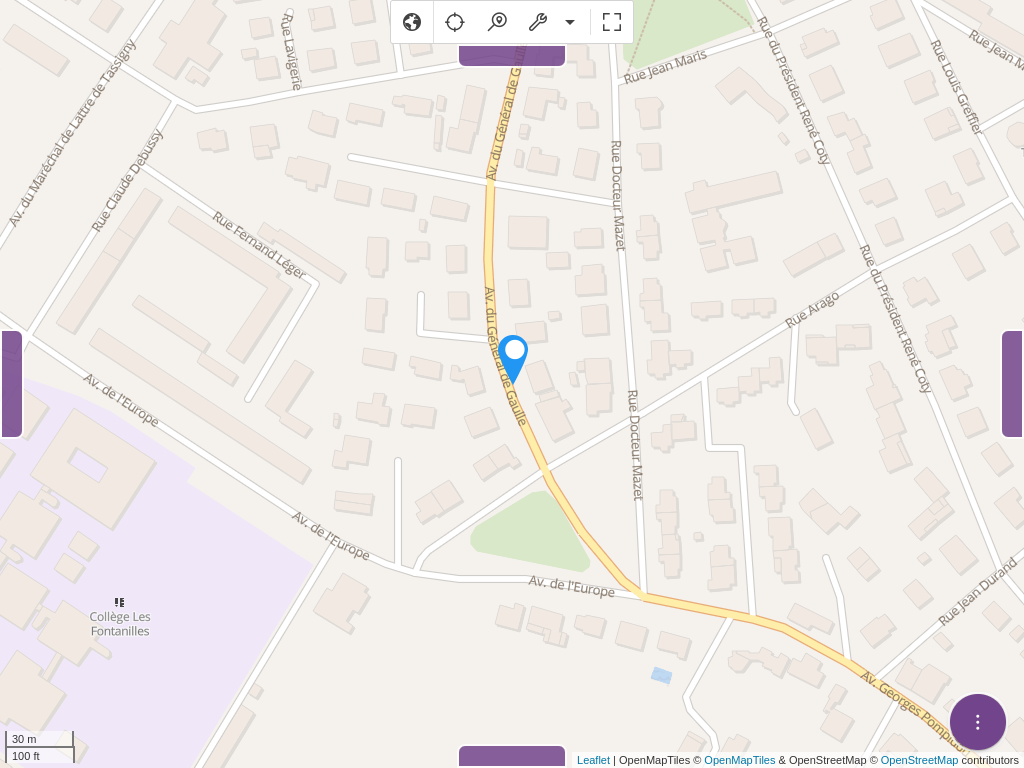 Rue Lavigerie
Av. du Maréchal de Lattre de Tassigny
Rue Claude Debussy
Rue Fernand Léger
Av. du Général de Gaulle
Av. du Général de Gaulle
Rue Docteur Mazet
Rue Docteur Mazet
Rue Jean Maris
Rue du Président René Coty
Rue du Président René Coty
Rue Louis Greffier
Rue Jean M
Rue Arago
Av. de l'Europe
Av. de l'Europe
Av. de l'Europe
Collège Les
Fontanilles
Rue Jean Durand
Av. Georges Pompidou
30 m
100 ft
Leaflet | OpenMapTiles © OpenMapTiles & OpenStreetMap © OpenStreetMap contributors